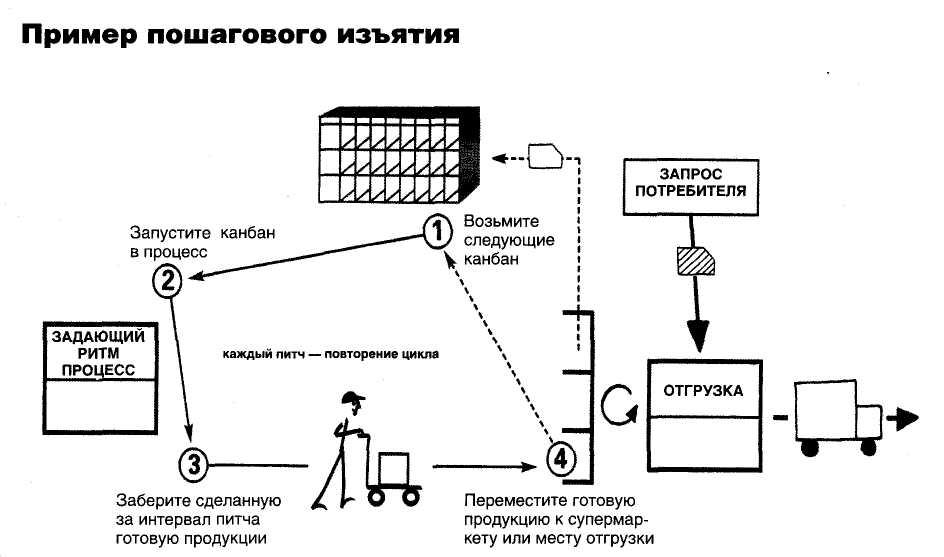 Пример пошагового изъятия
ЗАПРОС
ПОТРЕБИТЕЛЯ
1
Возьмите
следующие
канбан
Запустите канбан
в процесс
2
ЗАДАЮЩИЙ
РИТМ
ПРОЦЕСС
каждый питч — повторение цикла
ОТГРУЗКА
3
4
Заберите сделанную
за интервал питча
готовую продукции
Переместите готовую
продукцию к супермар-
кету или месту отгрузки